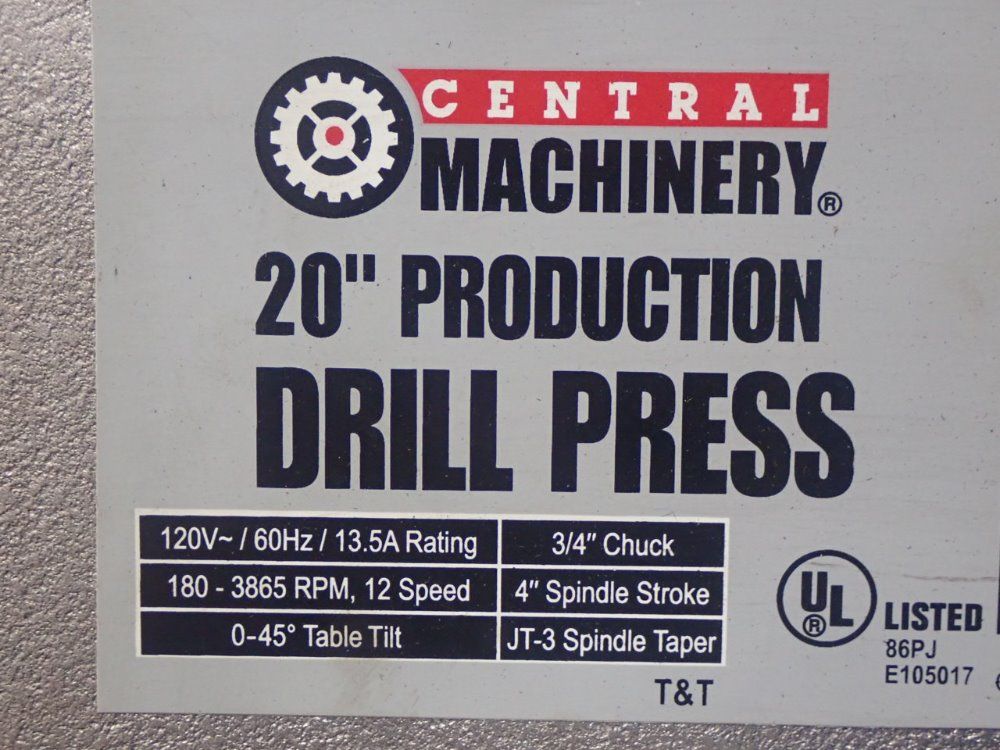 CENTRAL
MACHINERY®
20" PRODUCTION
DRILL PRESS
120V~ / 60Hz / 13.5A Rating
3/4" Chuck
180 - 3865 RPM, 12 Speed
4" Spindle Stroke
0-45° Table Tilt
JT-3 Spindle Taper
T&T
UL® LISTED
86PJ
E105017